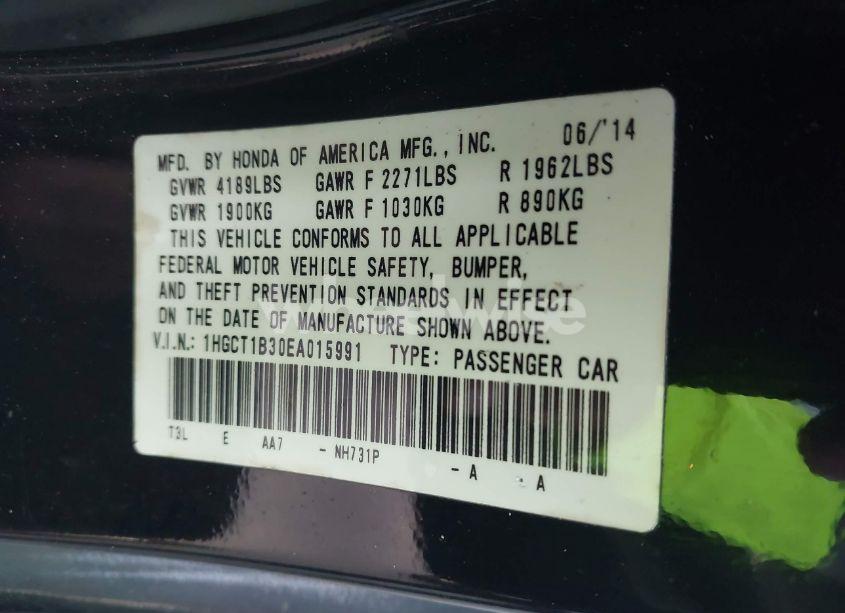 06/'14
MFD. BY HONDA OF AMERICA MFG., INC.
GVWR 4189LBS GAWR F 2271LBS R 1962LBS
GVWR 1900KG GAWR F 1030KG R 890KG
THIS VEHICLE CONFORMS TO ALL APPLICABLE
FEDERAL MOTOR VEHICLE SAFETY, BUMPER,
AND THEFT PREVENTION STANDARDS IN EFFECT
ON THE DATE OF MANUFACTURE SHOWN ABOVE.
V.I.N.: 1HGCT1B30EA015991 TYPE: PASSENGER CAR
T3L E AA7 - NH731P - A - A
wheelwise